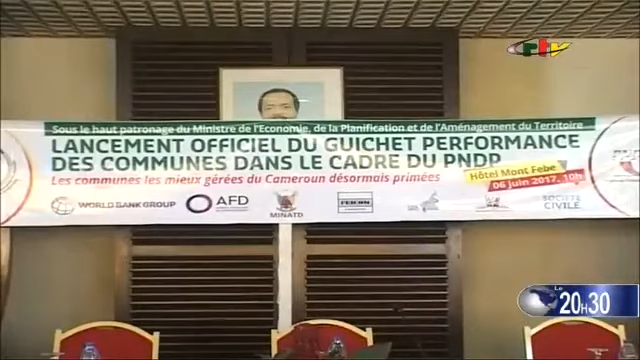 crtv
Sous le haut patronage du Ministre de l'Economie, de la Planification et de l'Aménagement du Territoire
LANCEMENT OFFICIEL DU GUICHET PERFORMANCE
DES COMMUNES DANS LE CADRE DU PNDP
Les communes les mieux gérées du Cameroun désormais primées
Hôtel Mont Febe
06 juin 2017, 10h
WORLD BANK GROUP
AFD
MINATD
FEICOM
SOCIETE
CIVILE
Le
20H30